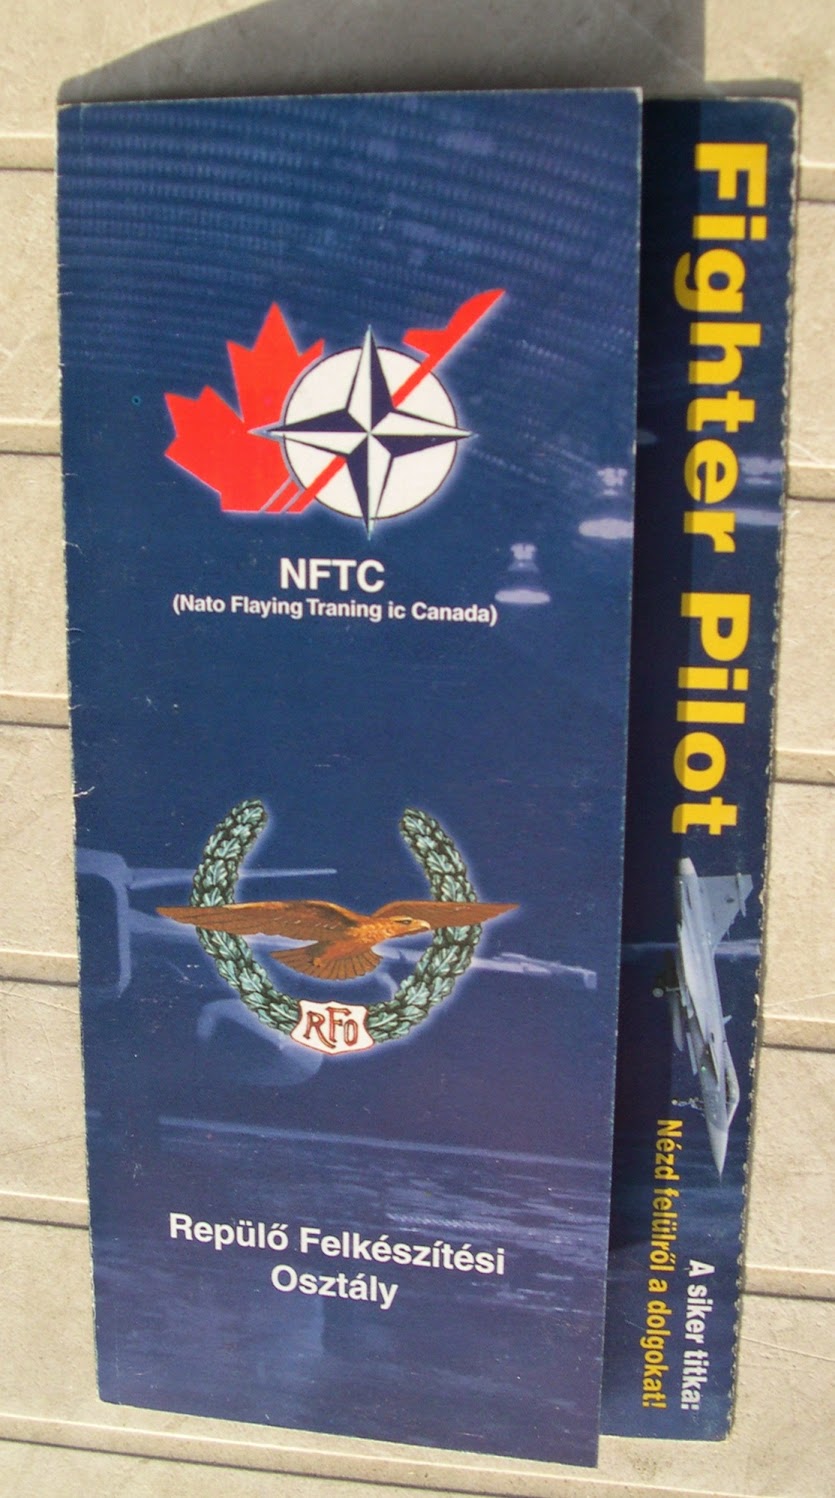 NFTC
(Nato Flaying Traning ic Canada)
RFO
Repülő Felkészítési
Osztály
Fighter Pilot
A siker titka:
Nézd felülről a dolgokat!